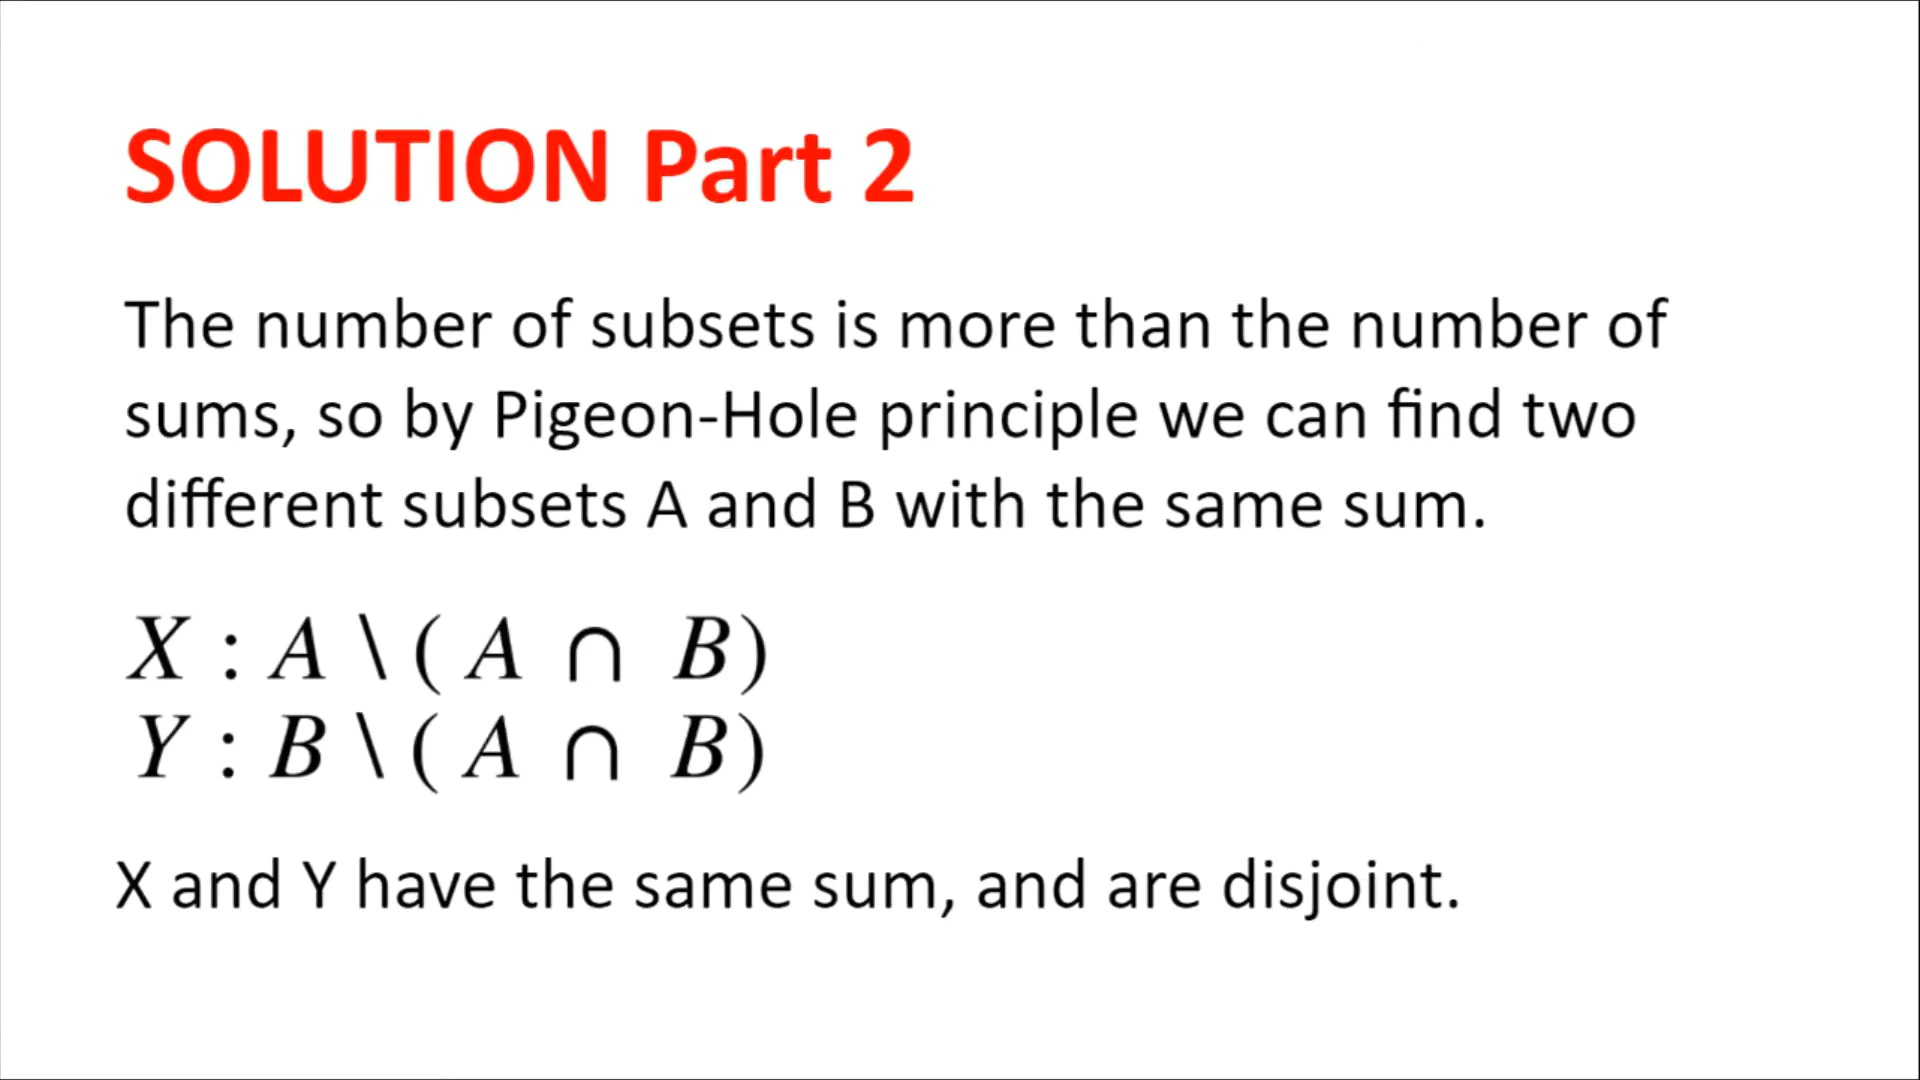 SOLUTION Part 2
The number of subsets is more than the number of
sums, so by Pigeon-Hole principle we can find two
different subsets A and B with the same sum.
X : A \ ( A ∩ B)
Y : B \ ( A ∩ B)
X and Y have the same sum, and are disjoint.